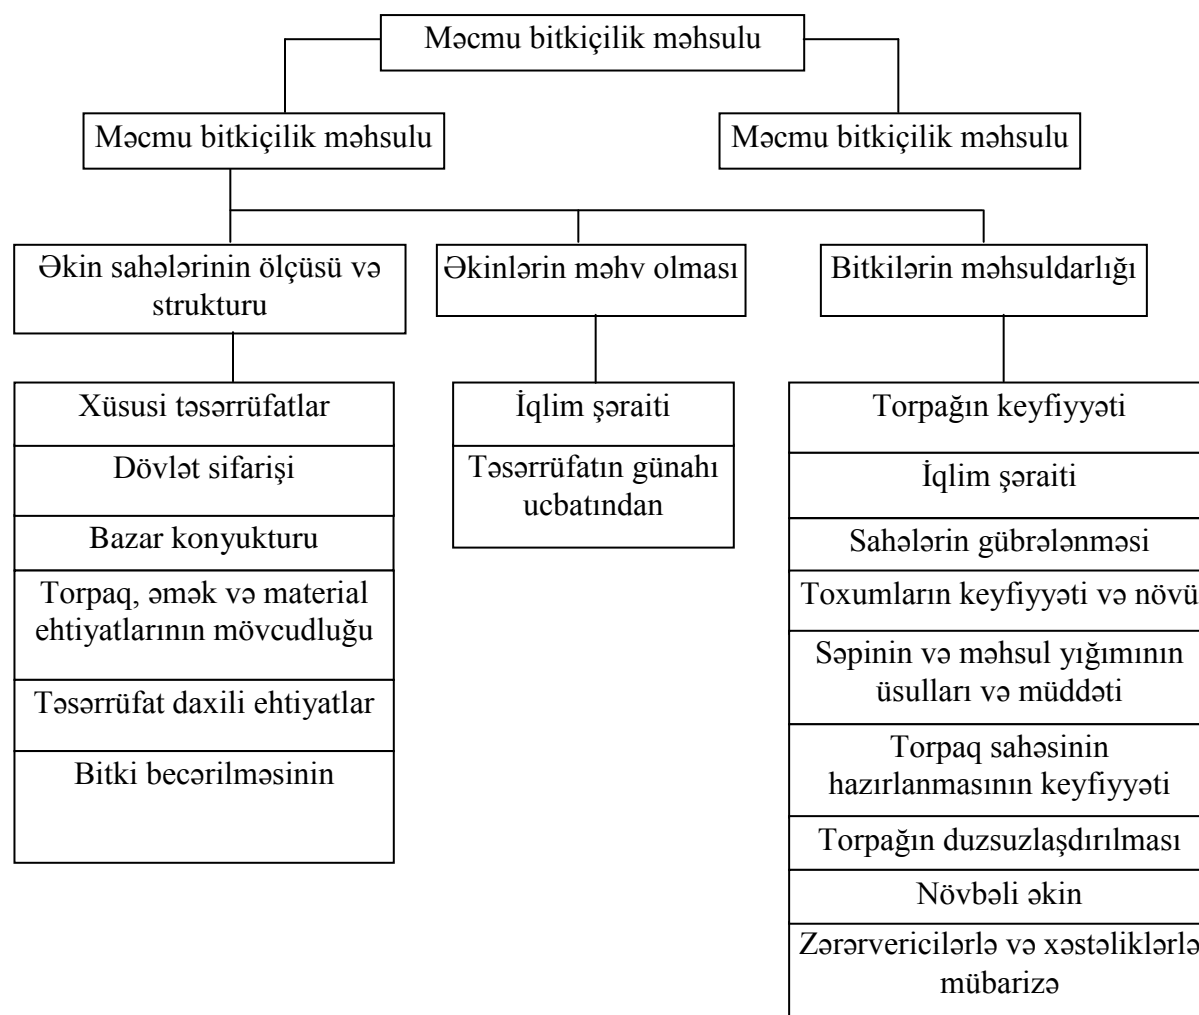 Məcmu bitkiçilik məhsulu
Məcmu bitkiçilik məhsulu
Məcmu bitkiçilik məhsulu
Əkin sahələrinin ölçüsü və
strukturu
Əkinlərin məhv olması
Bitkilərin məhsuldarlığı
Xüsusi təsərrüfatlar
Dövlət sifarişi
Bazar konyukturu
Torpaq, əmək və material
ehtiyatlarının mövcudluğu
Təsərrüfat daxili ehtiyatlar
Bitki becərilməsinin
İqlim şəraiti
Təsərrüfatın günahı
ucbatından
Torpağın keyfiyyəti
İqlim şəraiti
Sahələrin gübrələnməsi
Toxumların keyfiyyəti və növü
Səpinin və məhsul yığımının
üsulları və müddəti
Torpaq sahəsinin
hazırlanmasının keyfiyyəti
Torpağın duzsuzlaşdırılması
Növbəli əkin
Zərərvericilərlə və xəstəliklərlə
mübarizə